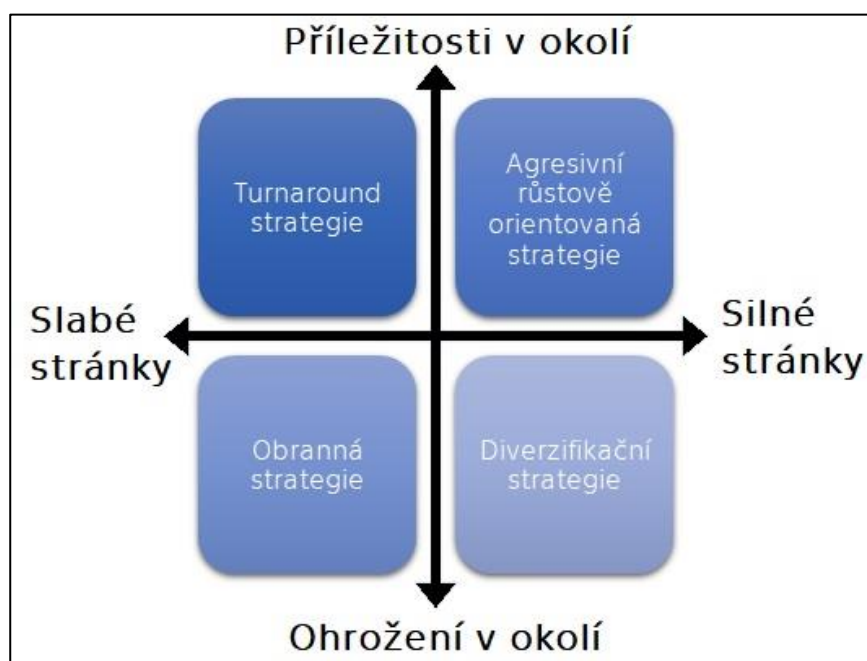 Příležitosti v okolí
Turnaround
strategie
Agresivní
růstově
orientovaná
strategie
Slabé
stránky
Silné
stránky
Obranná
strategie
Diverzifikační
strategie
Ohrožení v okolí